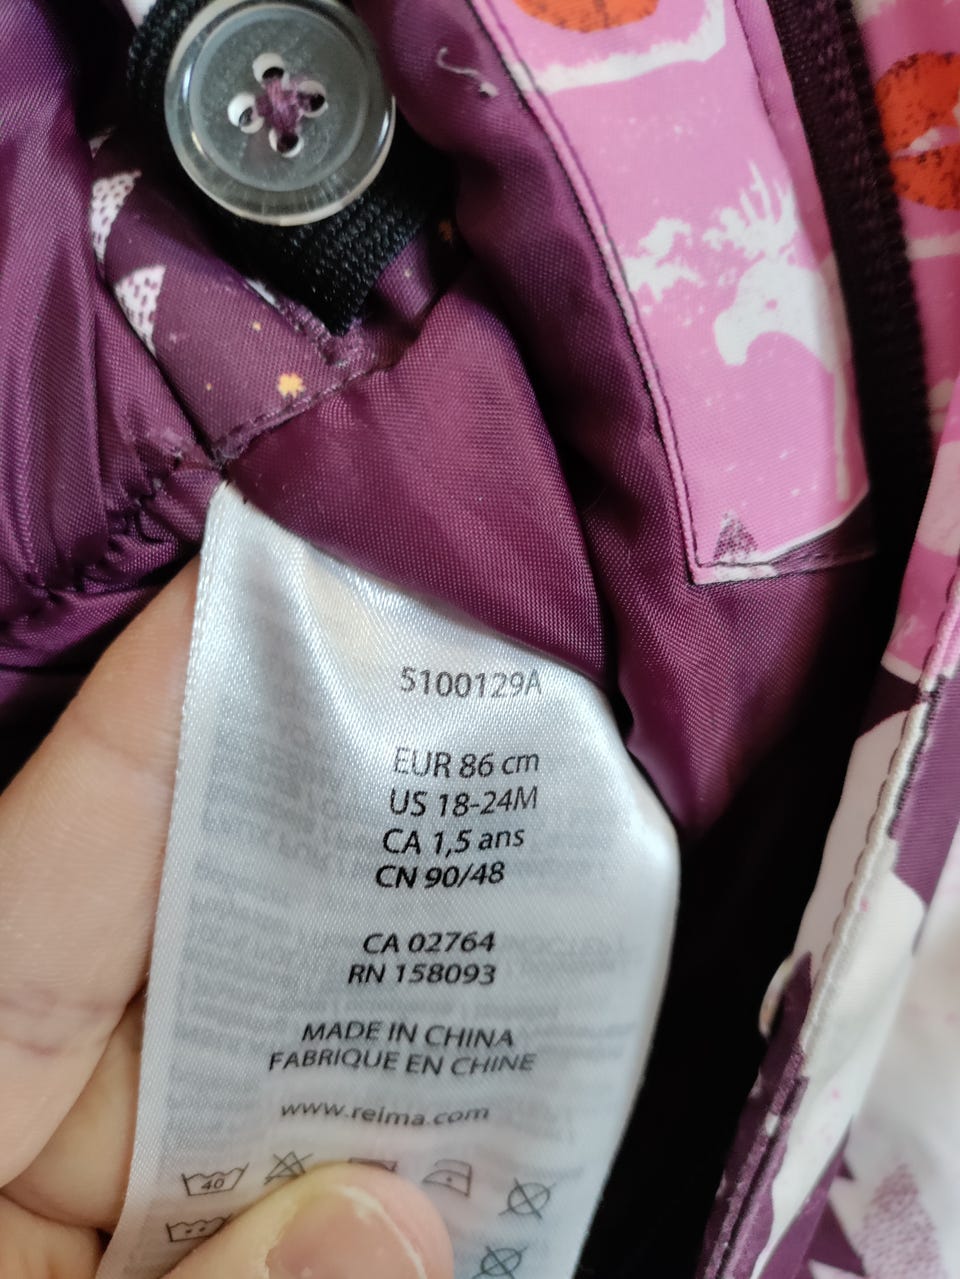 5100129A
EUR 86 cm
US 18-24M
CA 1,5 ans
CN 90/48
CA 02764
RN 158093
MADE IN CHINA
FABRIQUE EN CHINE
www.reima.com
40